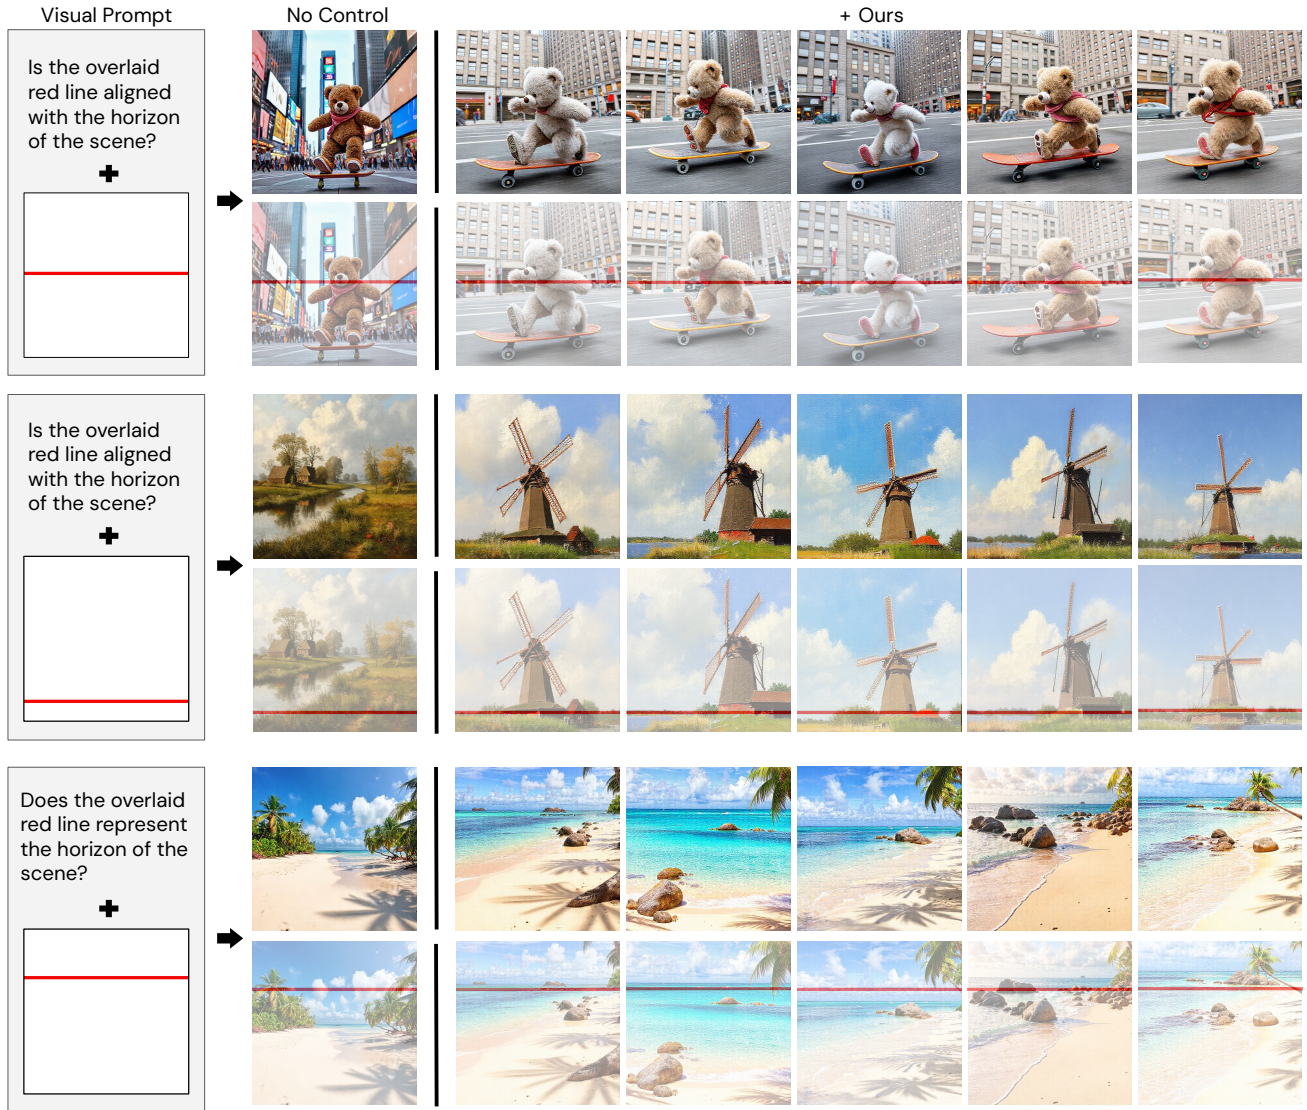 Visual Prompt
No Control
+ Ours
Is the overlaid
red line aligned
with the horizon
of the scene?
Is the overlaid
red line aligned
with the horizon
of the scene?
Does the overlaid
red line represent
the horizon of the
scene?